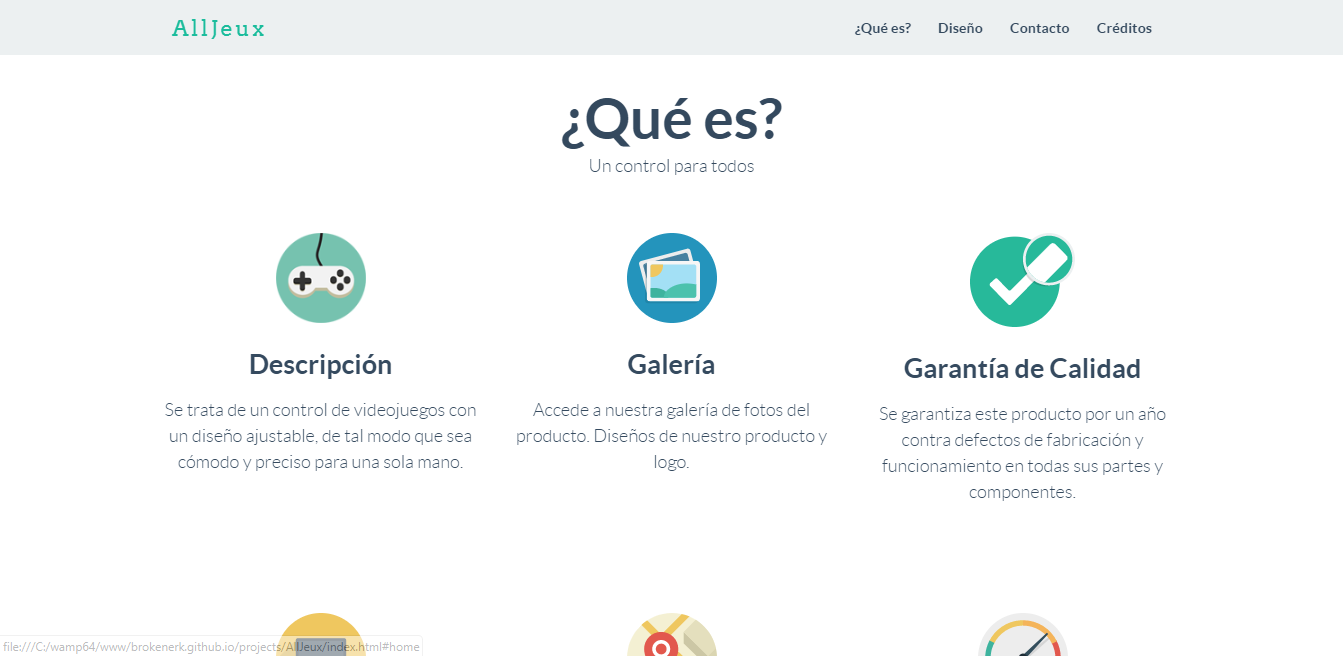 AllJeux
¿Qué es? Diseño Contacto Créditos
¿Qué es?
Un control para todos
Descripción
Se trata de un control de videojuegos con
un diseño ajustable, de tal modo que sea
cómodo y preciso para una sola mano.
Galería
Accede a nuestra galería de fotos del
producto. Diseños de nuestro producto y
logo.
Garantía de Calidad
Se garantiza este producto por un año
contra defectos de fabricación y
funcionamiento en todas sus partes y
componentes.
file:///C:/wamp64/www/brokenerk.github.io/projects/AllJeux/index.html#home